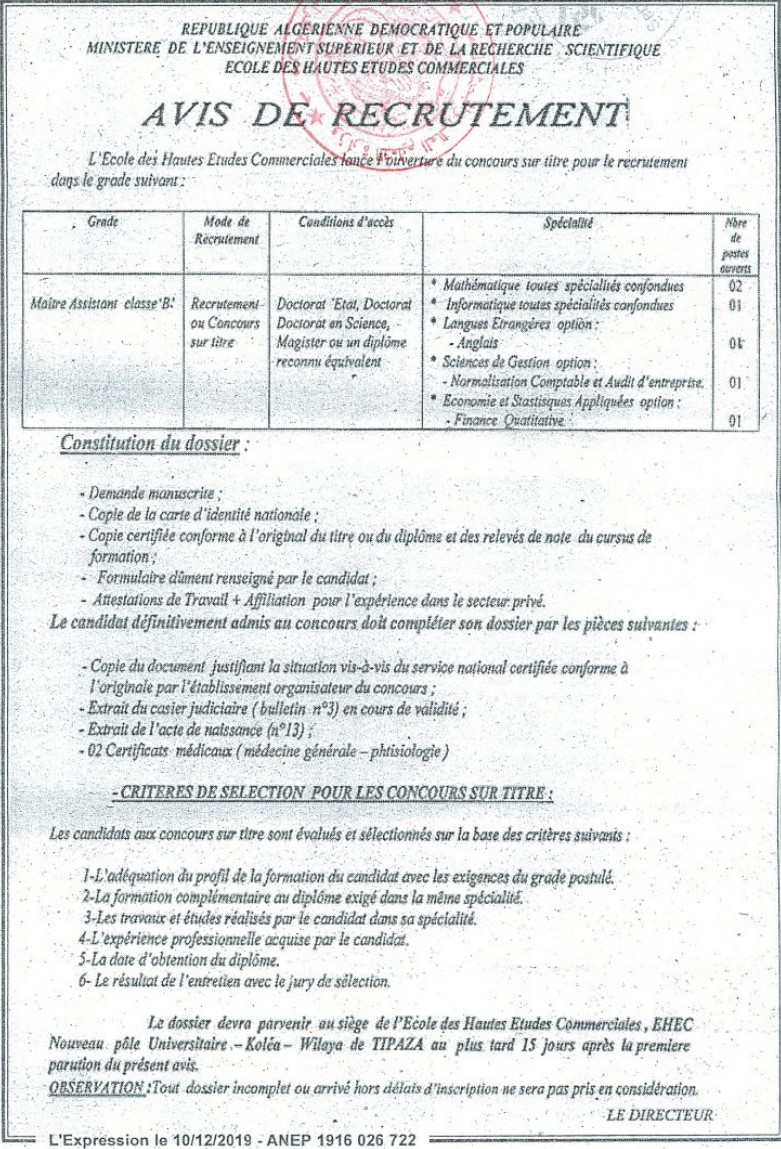 REPUBLIQUE ALGERIENNE DEMOCRATIQUE ET POPULAIRE
MINISTERE DE L'ENSEIGNEMENT SUPERIEUR ET DE LA RECHERCHE SCIENTIFIQUE
ECOLE DES HAUTES ETUDES COMMERCIALES
AVIS DE RECRUTEMENT
L'Ecole des Hautes Etudes Commerciales lance l'ouverture du concours sur titre pour le recrutement
dans le grade suivant :
Grade
Mode de
Recrutement
Conditions d'accès
Spécialité
Nbre
de
postes
ouverts
Maitre Assistant classe 'B'
Recrutement
ou Concours
sur titre
Doctorat 'Etat, Doctorat
Doctorat en Science,
Magister ou un diplôme
reconnu équivalent
* Mathématique toutes spécialités confondues 02
* Informatique toutes spécialités confondues 01
* Langues Etrangères option :
- Anglais
* Sciences de Gestion option :
- Normalisation Comptable et Audit d'entreprise. 01
* Economie et Stastisques Appliquées option :
- Finance Quatitative 01
Constitution du dossier :
- Demande manuscrite ;
- Copie de la carte d'identité nationale ;
- Copie certifiée conforme à l'original du titre ou du diplôme et des relevés de note du cursus de
formation ;
- Formulaire dûment renseigné par le candidat ;
- Attestations de Travail + Affiliation pour l'expérience dans le secteur privé.
Le candidat définitivement admis au concours doit compléter son dossier par les pièces suivantes :
- Copie du document justifiant la situation vis-à-vis du service national certifiée conforme à
l'originale par l'établissement organisateur du concours ;
- Extrait du casier judiciaire ( bulletin n°3) en cours de validité ;
- Extrait de l'acte de naissance (n°13) ;
- 02 Certificats médicaux ( médecine générale – phtisiologie )
- CRITERES DE SELECTION POUR LES CONCOURS SUR TITRE :
Les candidats aux concours sur titre sont évalués et sélectionnés sur la base des critères suivants :
1-L'adéquation du profil de la formation du candidat avec les exigences du grade postulé.
2-La formation complémentaire au diplôme exigé dans la même spécialité.
3-Les travaux et études réalisés par le candidat dans sa spécialité.
4-L'expérience professionnelle acquise par le candidat.
5-La date d'obtention du diplôme.
6- Le résultat de l'entretien avec le jury de sélection.
Le dossier devra parvenir au siège de l'Ecole des Hautes Etudes Commerciales , EHEC
Nouveau pôle Universitaire – Koléa – Wilaya de TIPAZA au plus tard 15 jours après la premiere
parution du présent avis.
OBSERVATION :Tout dossier incomplet ou arrivé hors délais d'inscription ne sera pas pris en considération.
LE DIRECTEUR
L'Expression le 10/12/2019 - ANEP 1916 026 722